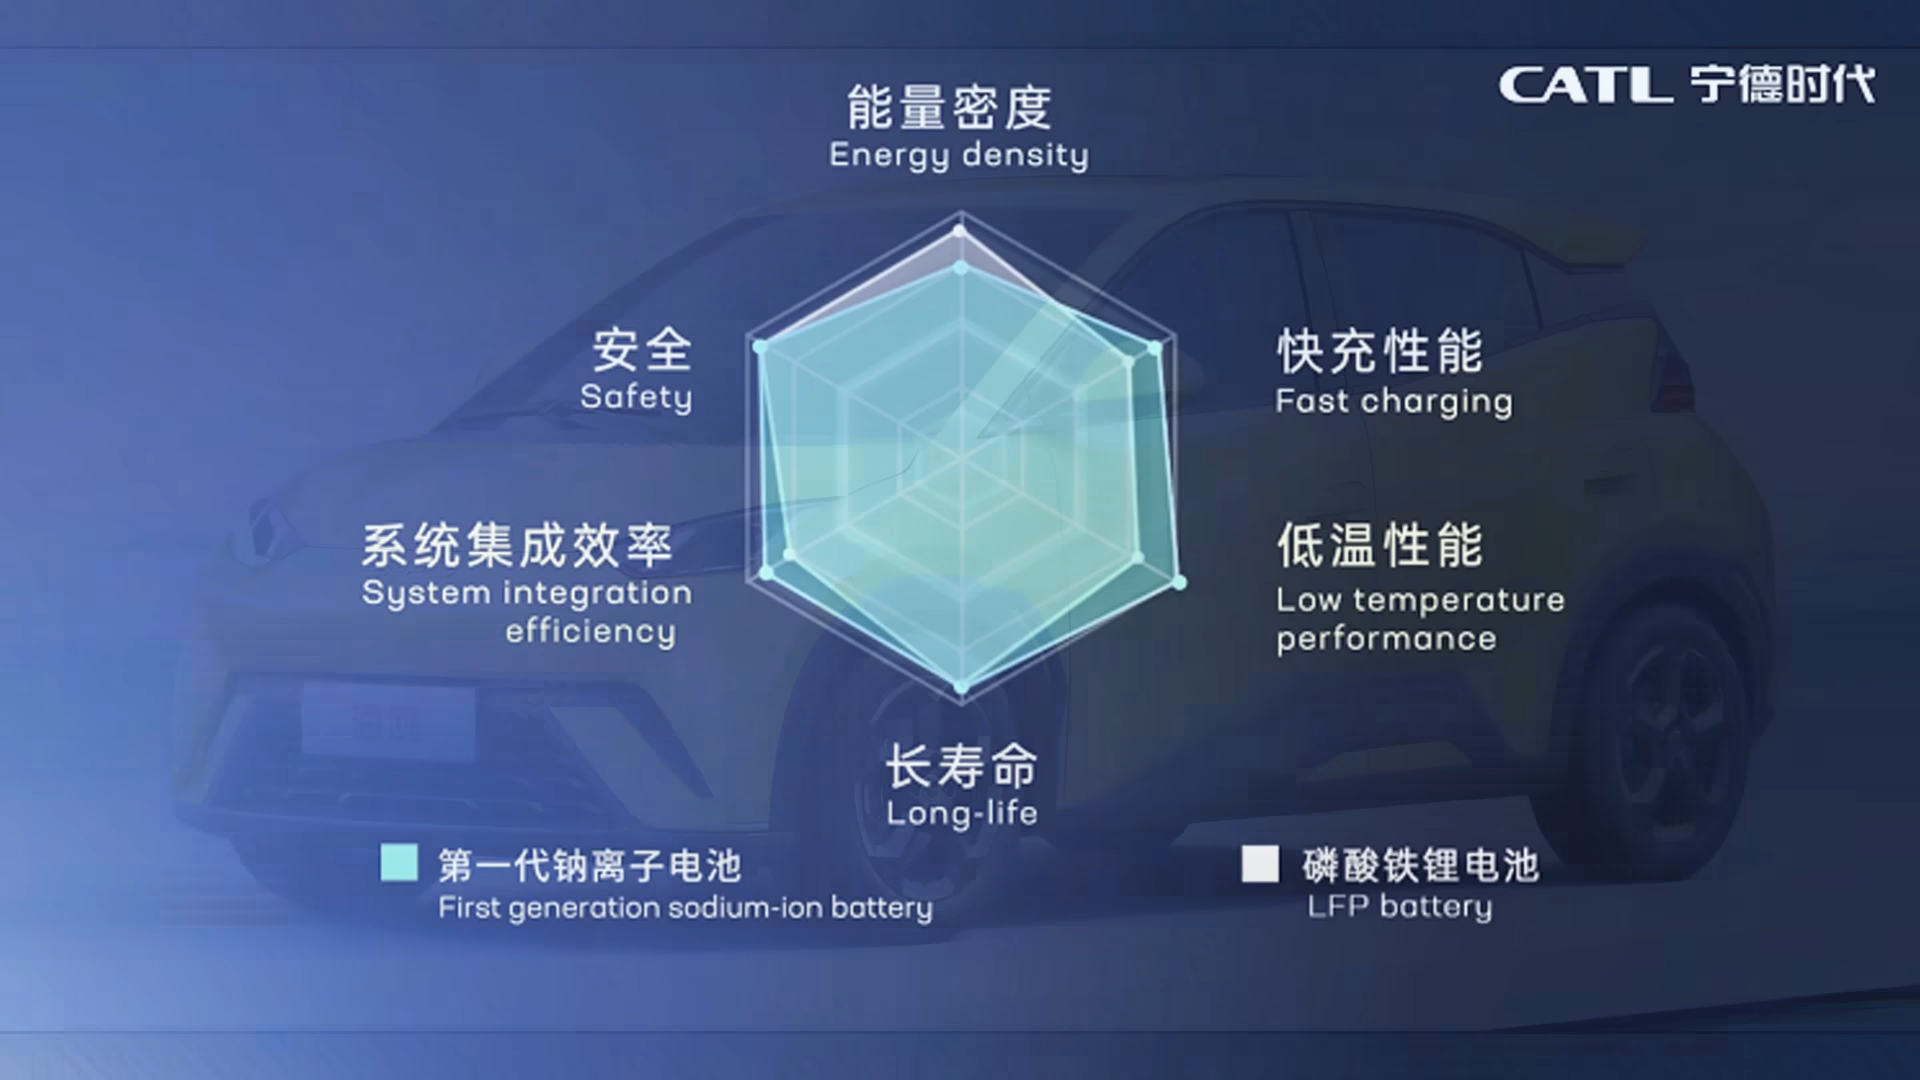 CATL 宁德时代
能量密度
Energy density
安全
Safety
快充性能
Fast charging
系统集成效率
System integration
efficiency
低温性能
Low temperature
performance
长寿命
Long-life
第一代钠离子电池
First generation sodium-ion battery
磷酸铁锂电池
LFP battery